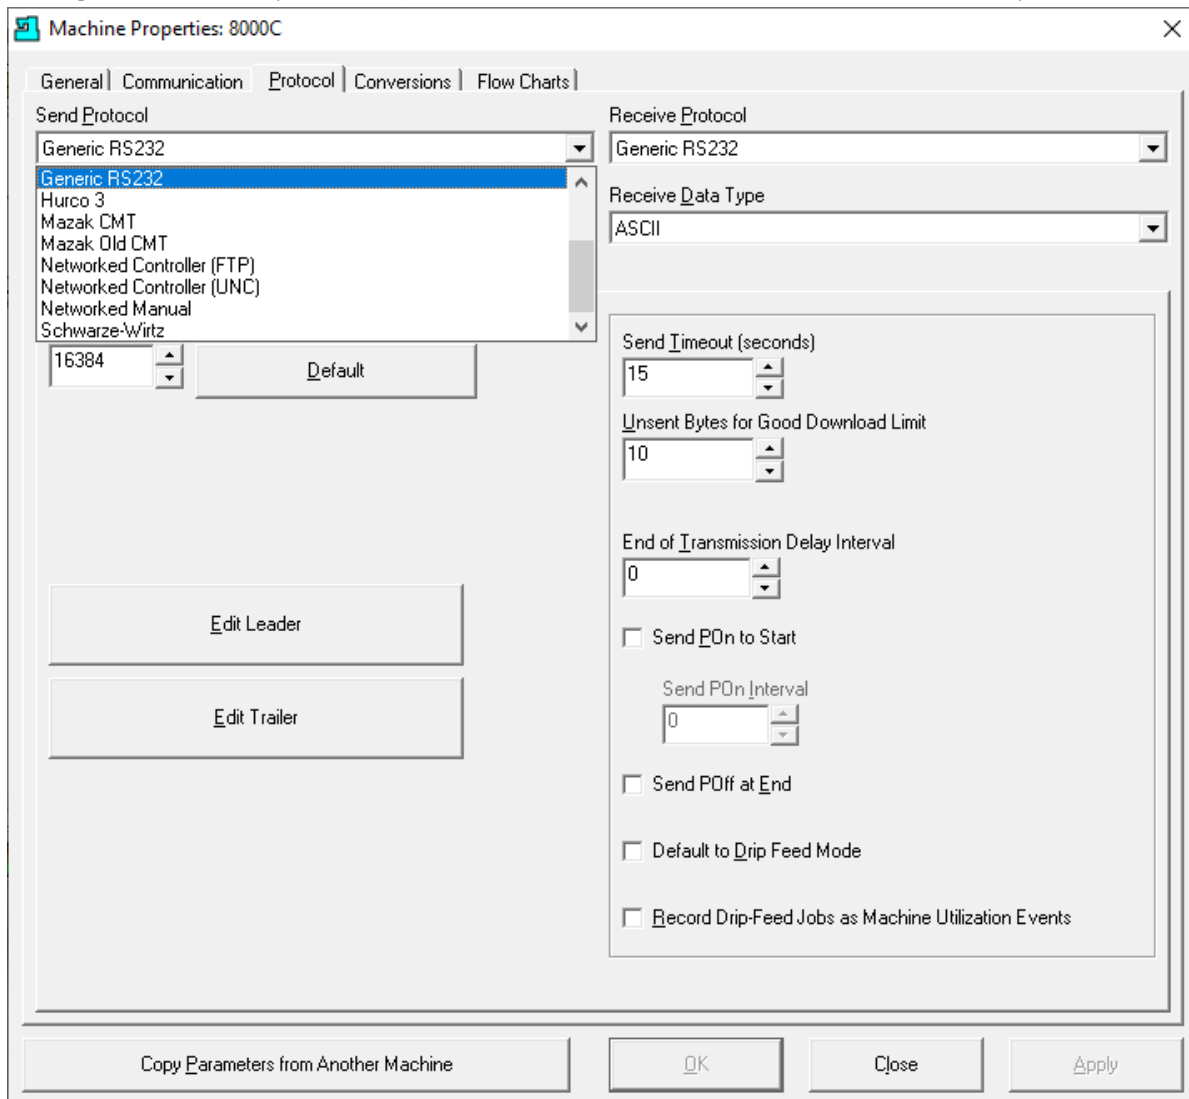 Machine Properties: 8000C
General
Communication
Protocol
Conversions
Flow Charts
Send Protocol
Generic RS232
Generic RS232
Hurco 3
Mazak CMT
Mazak Old CMT
Networked Controller (FTP)
Networked Controller (UNC)
Networked Manual
Schwarze-Wirtz
16384
Default
Edit Leader
Edit Trailer
Receive Protocol
Generic RS232
Receive Data Type
ASCII
Send Timeout (seconds)
15
Unsent Bytes for Good Download Limit
10
End of Transmission Delay Interval
0
Send POn to Start
Send POn Interval
0
Send POff at End
Default to Drip Feed Mode
Record Drip-Feed Jobs as Machine Utilization Events
Copy Parameters from Another Machine
OK
Close
Apply